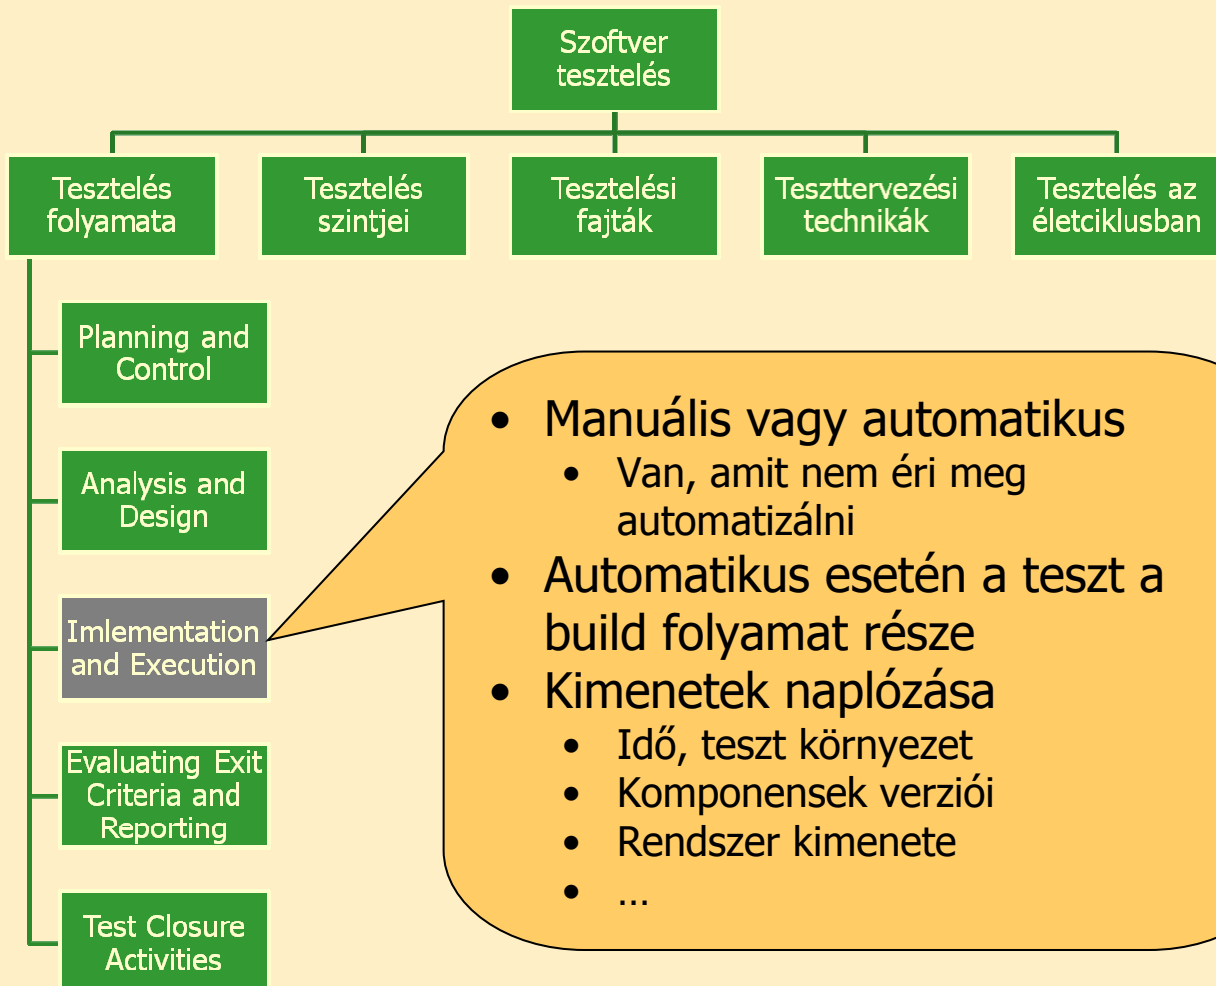 Szoftver
tesztelés
Tesztelés
folyamata
Tesztelés
szintjei
Tesztelési
fajták
Teszttervezési
technikák
Tesztelés az
életciklusban
Planning and
Control
Analysis and
Design
Imlementation
and Execution
Evaluating Exit
Criteria and
Reporting
Test Closure
Activities
• Manuális vagy automatikus
• Van, amit nem éri meg
automatizálni
• Automatikus esetén a teszt a
build folyamat része
• Kimenetek naplózása
• Idő, teszt környezet
• Komponensek verziói
• Rendszer kimenete
• …